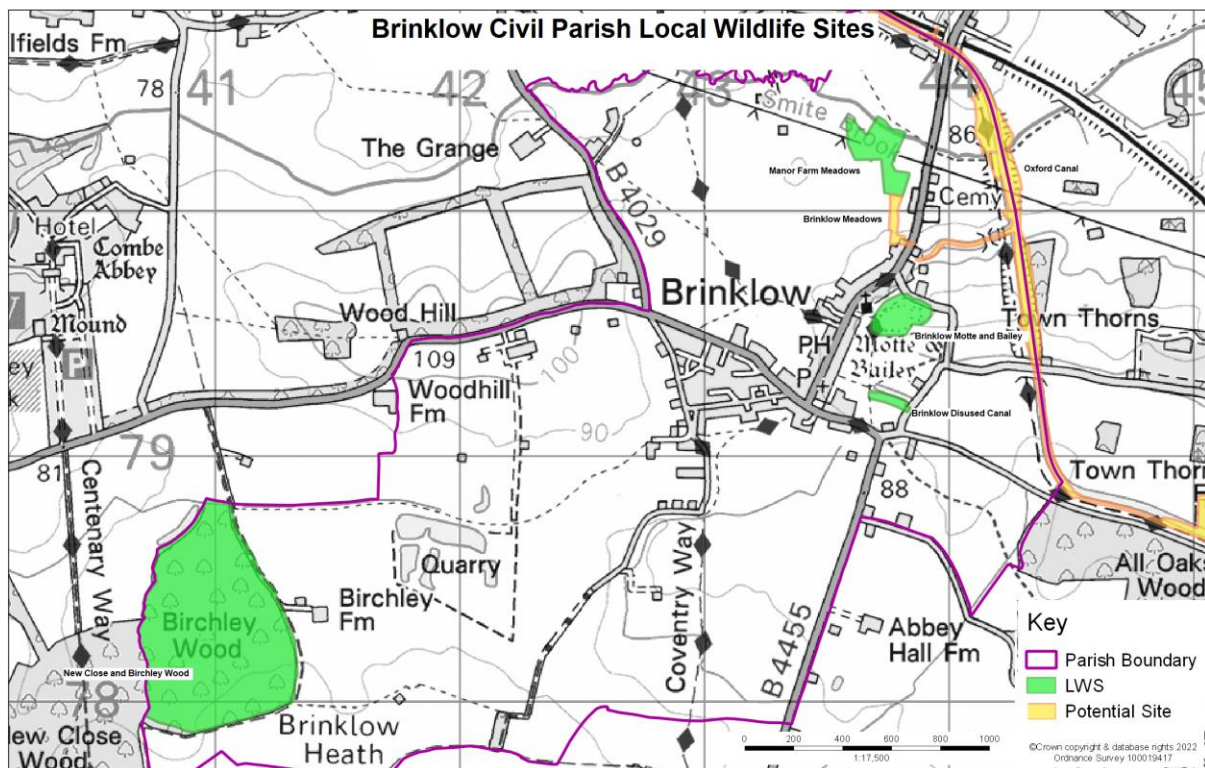 Brinklow Civil Parish Local Wildlife Sites
lfields Fm
78
41
42
43
44
45
The Grange
Smite Brook
86
Manor Farm Meadows
Oxford Canal
B 4029
Cemy
Brinklow Meadows
Hotel
Combe
Abbey
Brinklow
Mound
Wood Hill
Town Thorns
PH
Motte &
Bailey
Brinklow Motte and Bailey
P
P
109
100
Woodhill
Fm
Brinklow Disused Canal
90
79
81
Centenary Way
Town Thorn
88
Quarry
Coventry Way
All Oaks
Wood
Birchley
Fm
Birchley
Wood
B 4455
Abbey
Hall Fm
New Close and Birchley Wood
78
ew Close
Wood
Brinklow
Heath
Key
Parish Boundary
LWS
Potential Site
0 200 400 600 800 1000
1:17,500
©Crown copyright & database rights 2022
Ordnance Survey 100019417